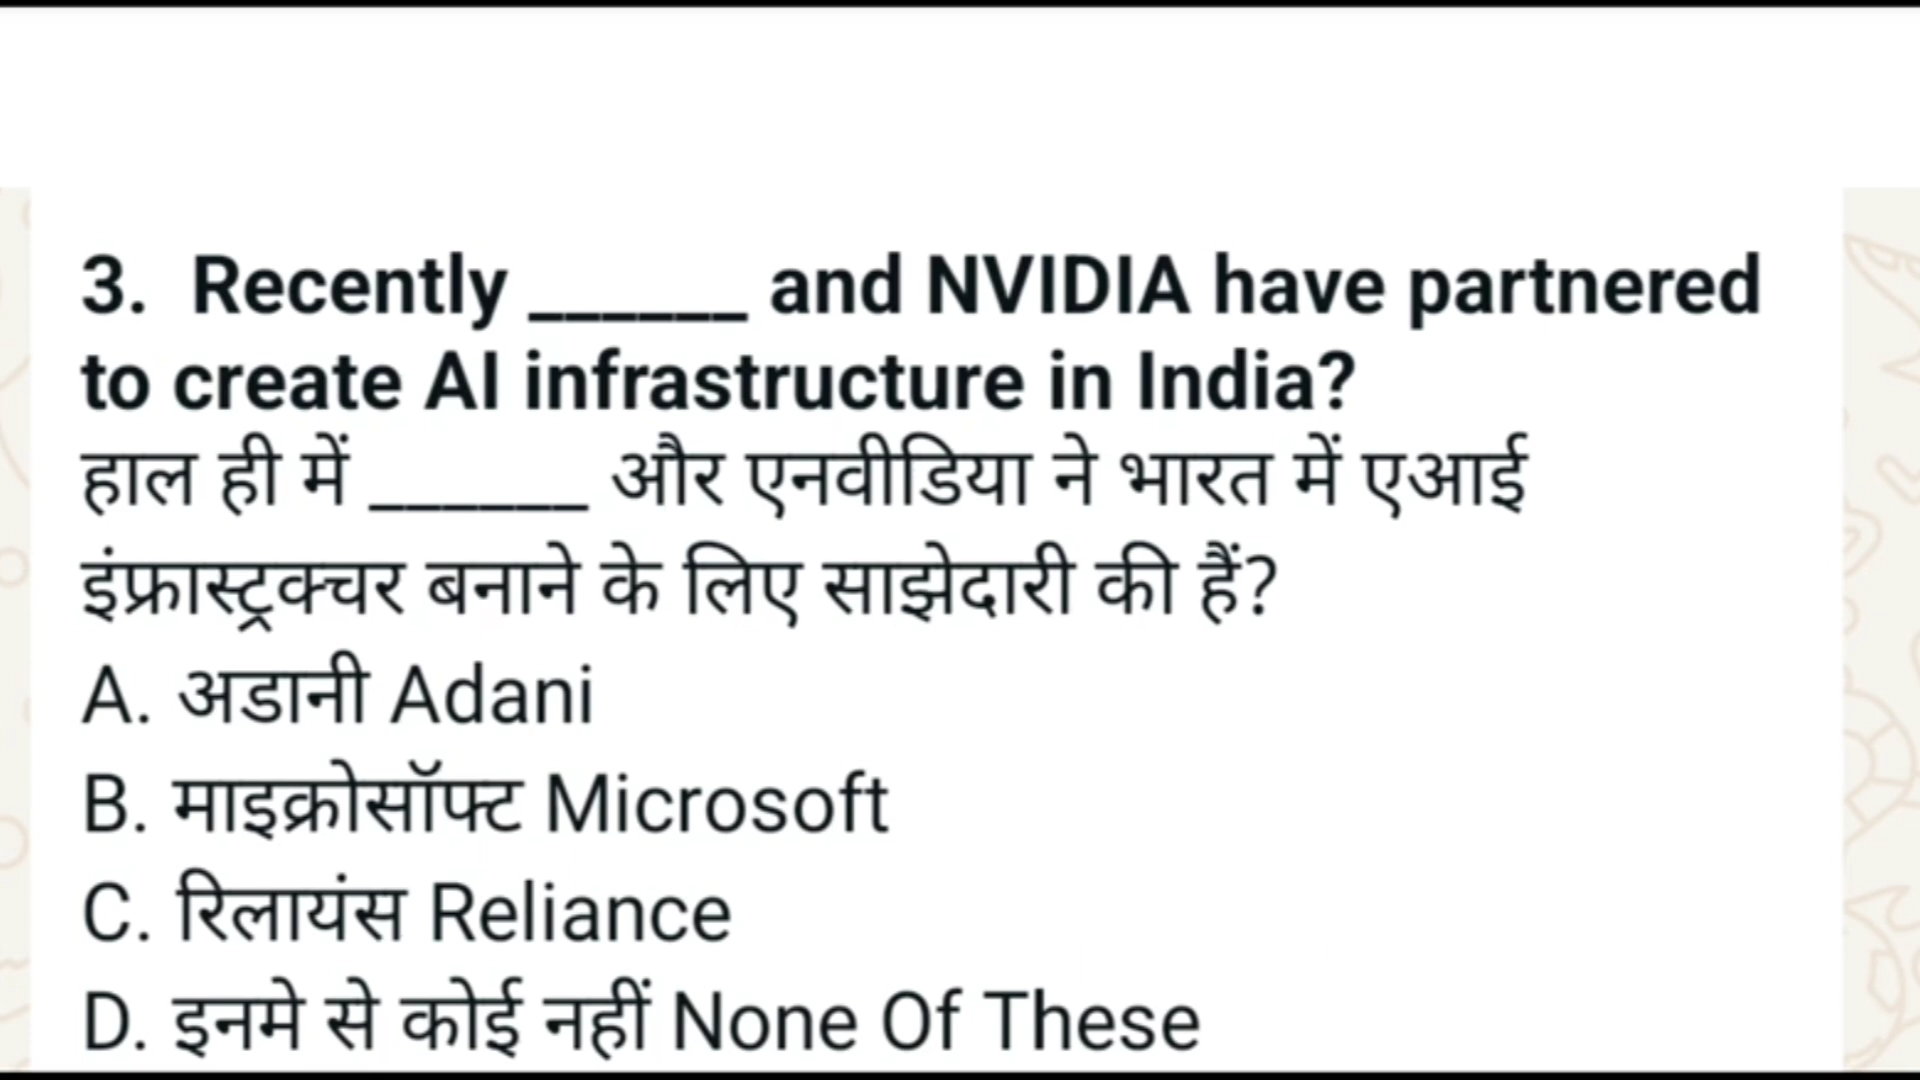 3. Recently ______ and NVIDIA have partnered
to create AI infrastructure in India?
हाल ही में ______ और एनवीडिया ने भारत में एआई
इंफ्रास्ट्रक्चर बनाने के लिए साझेदारी की हैं?
A. अडानी Adani
B. माइक्रोसॉफ्ट Microsoft
C. रिलायंस Reliance
D. इनमे से कोई नहीं None Of These